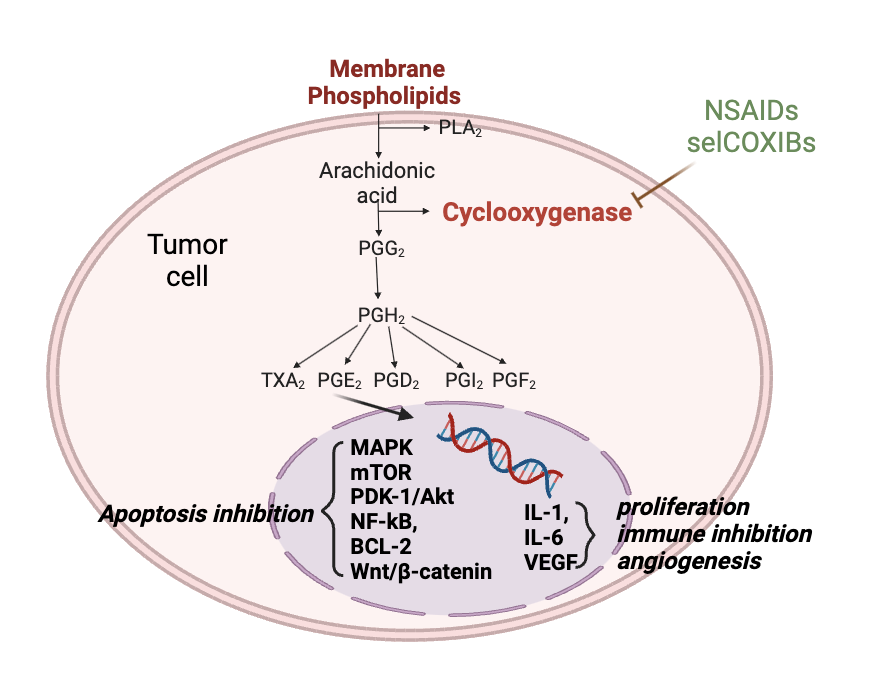 Membrane
Phospholipids
NSAIDs
selCOXIBs
PLA₂
Arachidonic
acid
Cyclooxygenase
Tumor
cell
PGG₂
PGH₂
TXA₂ PGE₂ PGD₂ PGI₂ PGF₂
MAPK
mTOR
PDK-1/Akt
NF-kB,
BCL-2
Wnt/β-catenin
Apoptosis inhibition
IL-1,
IL-6
VEGF
proliferation
immune inhibition
angiogenesis